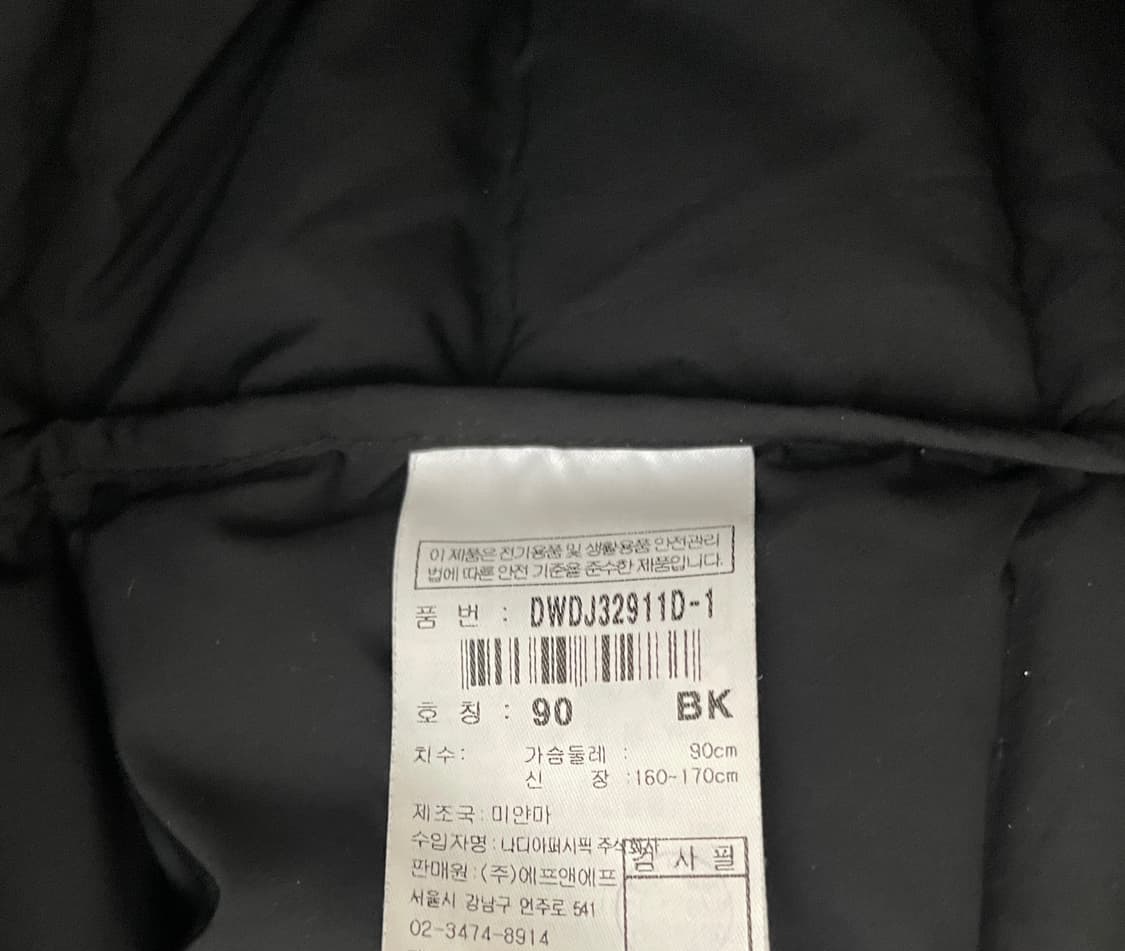 이 제품은 전기용품 및 생활용품 안전관리
법에 따른 안전 기준을 준수한 제품입니다.
품 번 : DWDJ32911D-1
호 칭 : 90 BK
치수: 가슴둘레 : 90cm
신 장 :160~170cm
제조국:미얀마
수입자명:나디아퍼시픽 주식회사
검 사 필
판매원:(주)에프앤에프
서울시 강남구 언주로 541
02-3474-8914